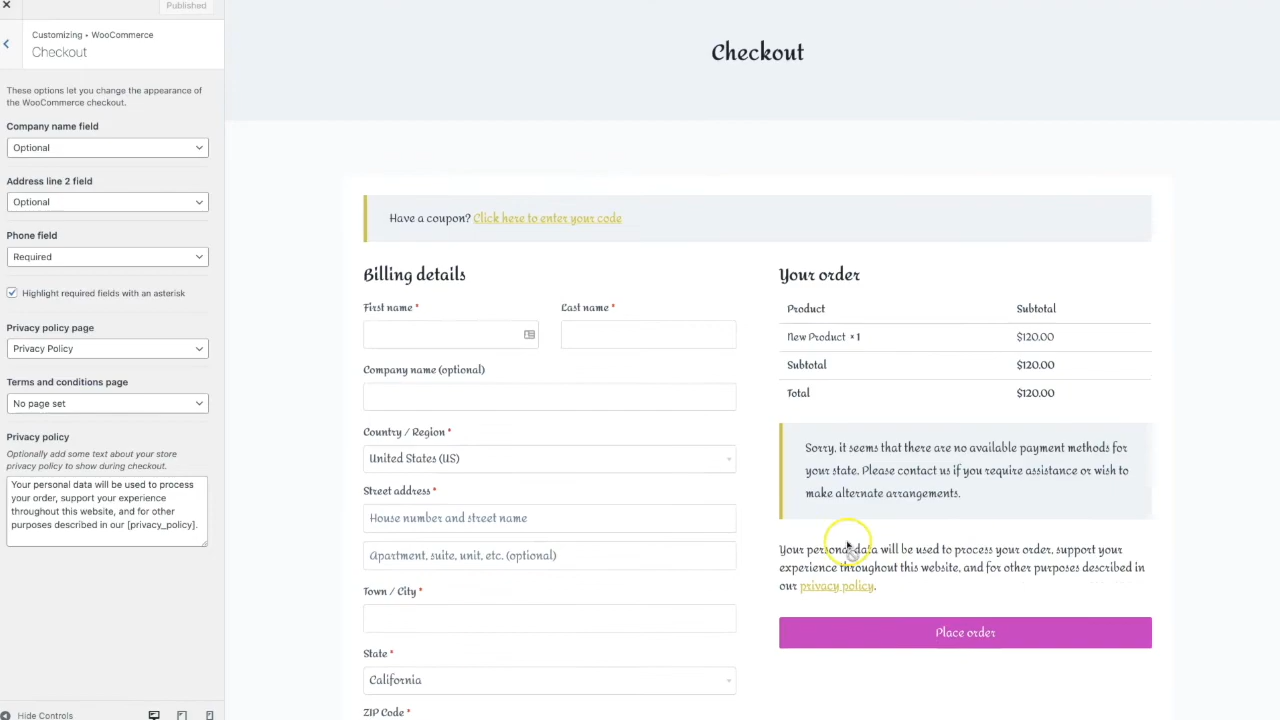 Published
Customizing • WooCommerce
Checkout
These options let you change the appearance of
the WooCommerce checkout.
Company name field
Optional
Address line 2 field
Optional
Phone field
Required
Highlight required fields with an asterisk
Privacy policy page
Privacy Policy
Terms and conditions page
No page set
Privacy policy
Optionally add some text about your store
privacy policy to show during checkout.
Your personal data will be used to process
your order, support your experience
throughout this website, and for other
purposes described in our [privacy_policy].
Hide Controls
Checkout
Have a coupon? Click here to enter your code
Billing details
First name *
Last name *
Company name (optional)
Country / Region *
United States (US)
Street address *
House number and street name
Apartment, suite, unit, etc. (optional)
Town / City *
State *
California
ZIP Code *
Your order
Product Subtotal
New Product × 1 $120.00
Subtotal $120.00
Total $120.00
Sorry, it seems that there are no available payment methods for
your state. Please contact us if you require assistance or wish to
make alternate arrangements.
Your personal data will be used to process your order, support your
experience throughout this website, and for other purposes described in
our privacy policy.
Place order